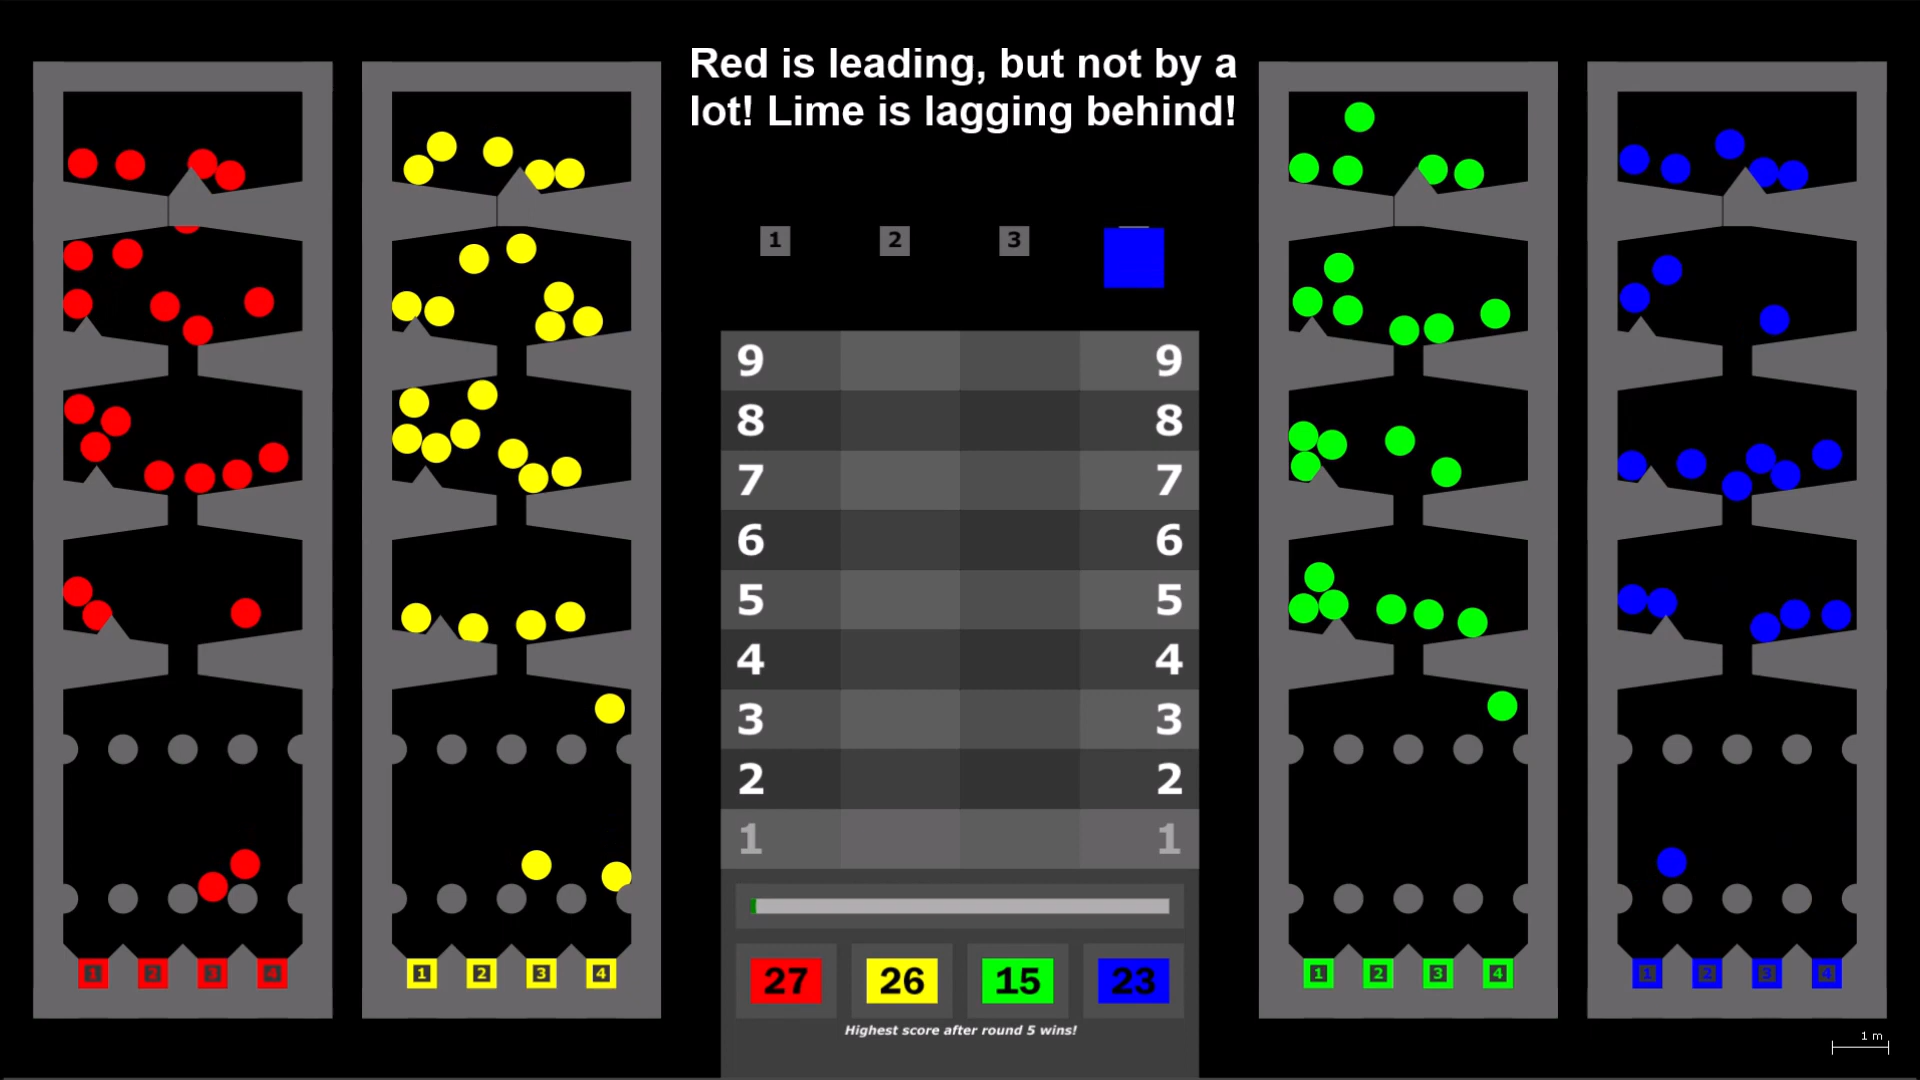 Red is leading, but not by a
lot! Lime is lagging behind!
1 2 3
9 9
8 8
7 7
6 6
5 5
4 4
3 3
2 2
1 1
1 2 3 4
1 2 3 4
1 2 3 4
1 2 3 4
27 26 15 23
Highest score after round 5 wins!
1 m